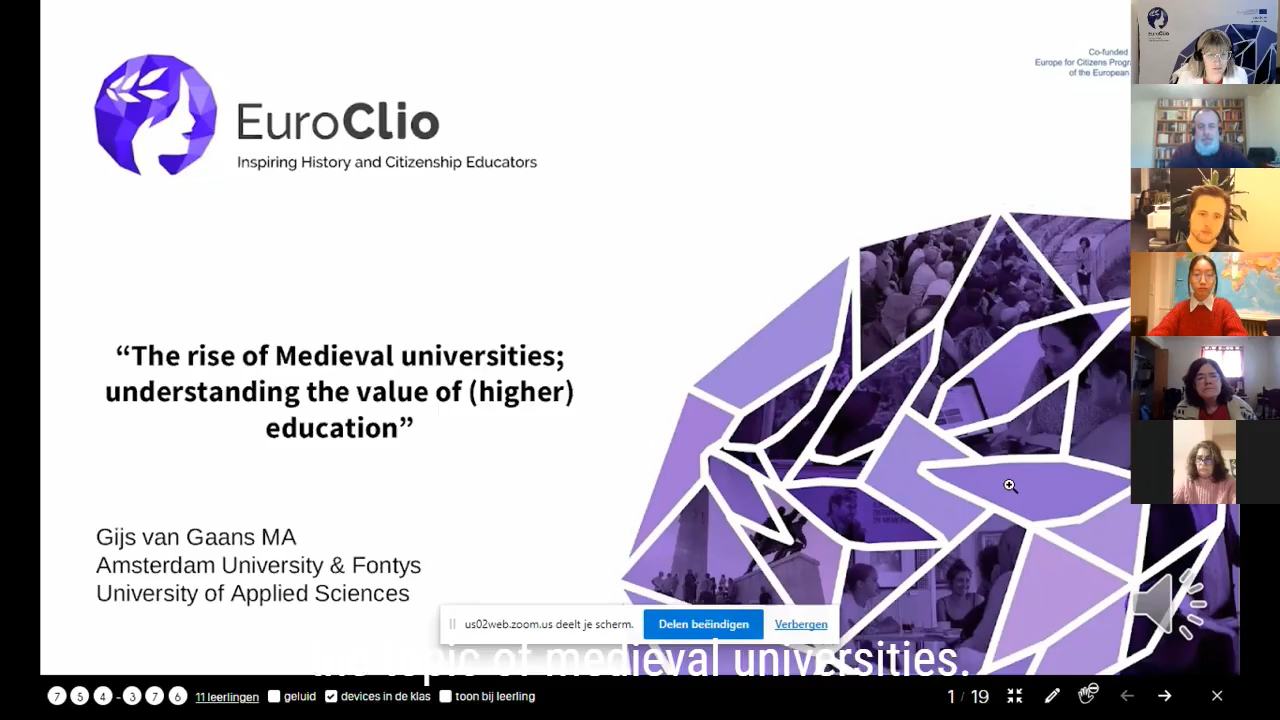 EuroClio
Inspiring History and Citizenship Educators
Co-funded
Europe for Citizens
of the European
“The rise of Medieval universities;
understanding the value of (higher)
education”
Gijs van Gaans MA
Amsterdam University & Fontys
University of Applied Sciences
us02web.zoom.us deelt je scherm.
Delen beëindigen
Verbergen
the topic of medieval universities.
7 5 4 - 3 7 6
11 leerlingen
geluid
devices in de klas
toon bij leerling
1 / 19